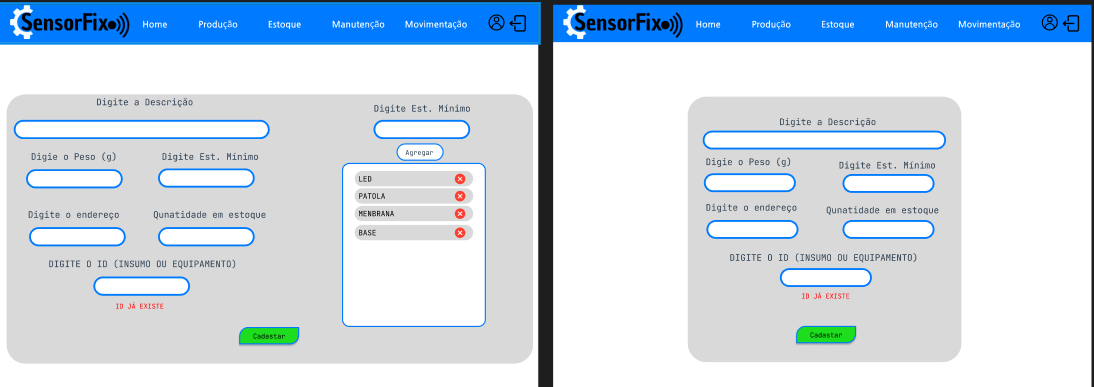 SensorFix Home Produção Estoque Manutenção Movimentação
Digite a Descrição
Digie o Peso (g) Digite Est. Mínimo
Digite o endereço Qunatidade em estoque
DIGITE O ID (INSUMO OU EQUIPAMENTO)
ID JÁ EXISTE
Cadastar
Digite Est. Mínimo
Agregar
LED
PATOLA
MENBRANA
BASE
SensorFix Home Produção Estoque Manutenção Movimentação
Digite a Descrição
Digie o Peso (g) Digite Est. Mínimo
Digite o endereço Qunatidade em estoque
DIGITE O ID (INSUMO OU EQUIPAMENTO)
ID JÁ EXISTE
Cadastar